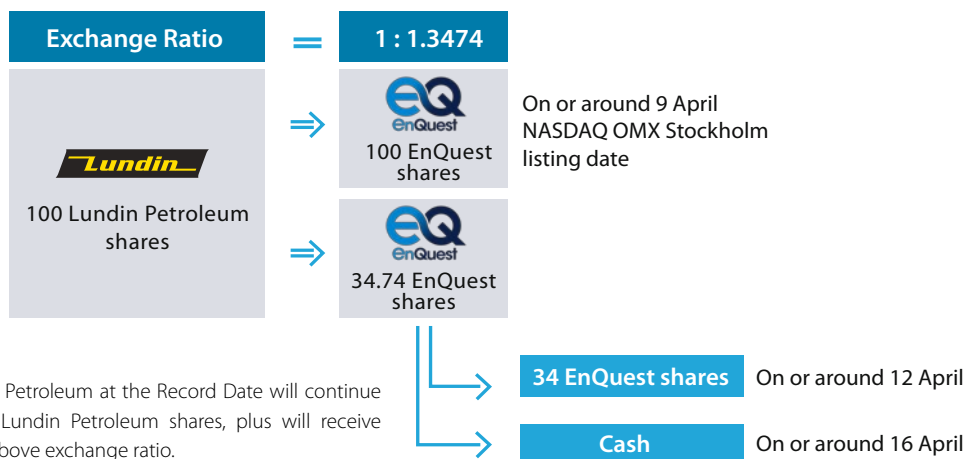 Exchange Ratio = 1 : 1.3474
Lundin
100 Lundin Petroleum
shares
⇒
EQ
EnQuest
100 EnQuest
shares
On or around 9 April
NASDAQ OMX Stockholm
listing date
⇒
EQ
EnQuest
34.74 EnQuest
shares
34 EnQuest shares On or around 12 April
Cash On or around 16 April
Petroleum at the Record Date will continue
Lundin Petroleum shares, plus will receive
bove exchange ratio.